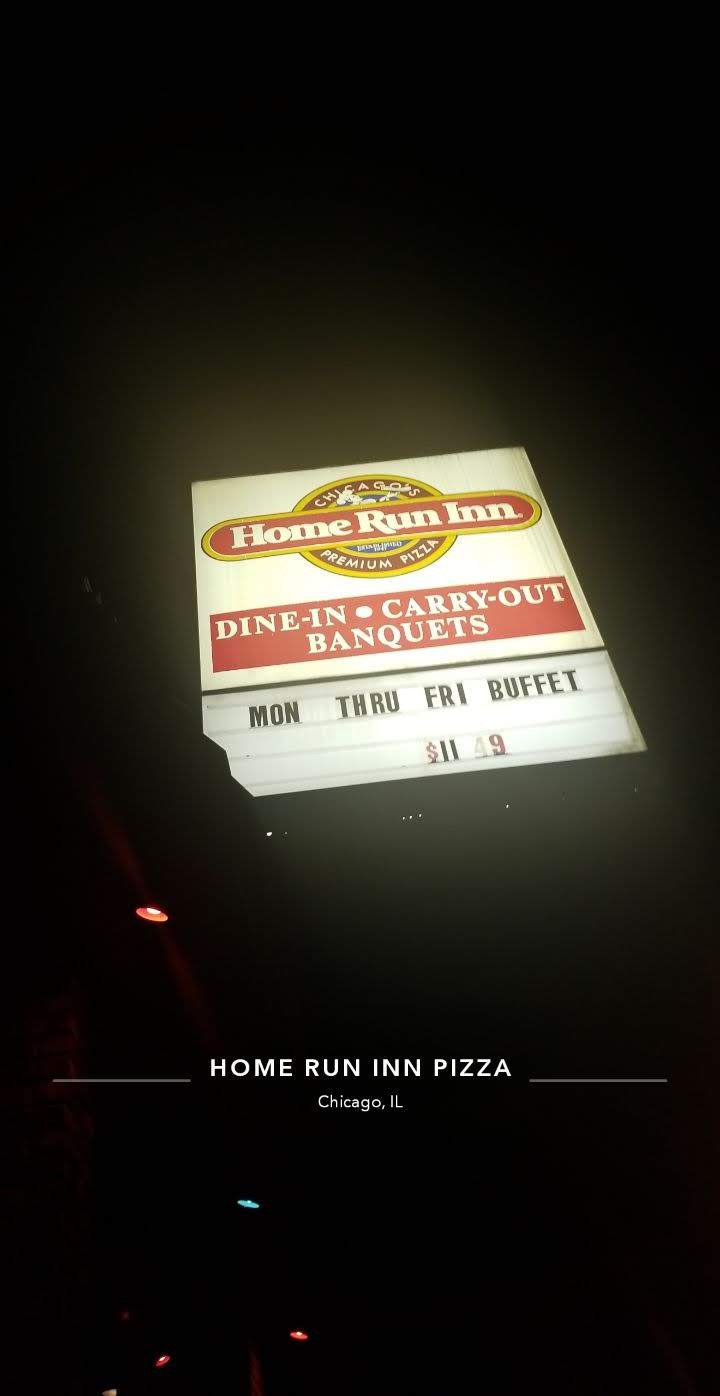 CHICAGO'S
Home Run Inn
ESTABLISHED
1947
PREMIUM PIZZA
DINE-IN • CARRY-OUT
BANQUETS
MON THRU FRI BUFFET
$11 49
HOME RUN INN PIZZA
Chicago, IL